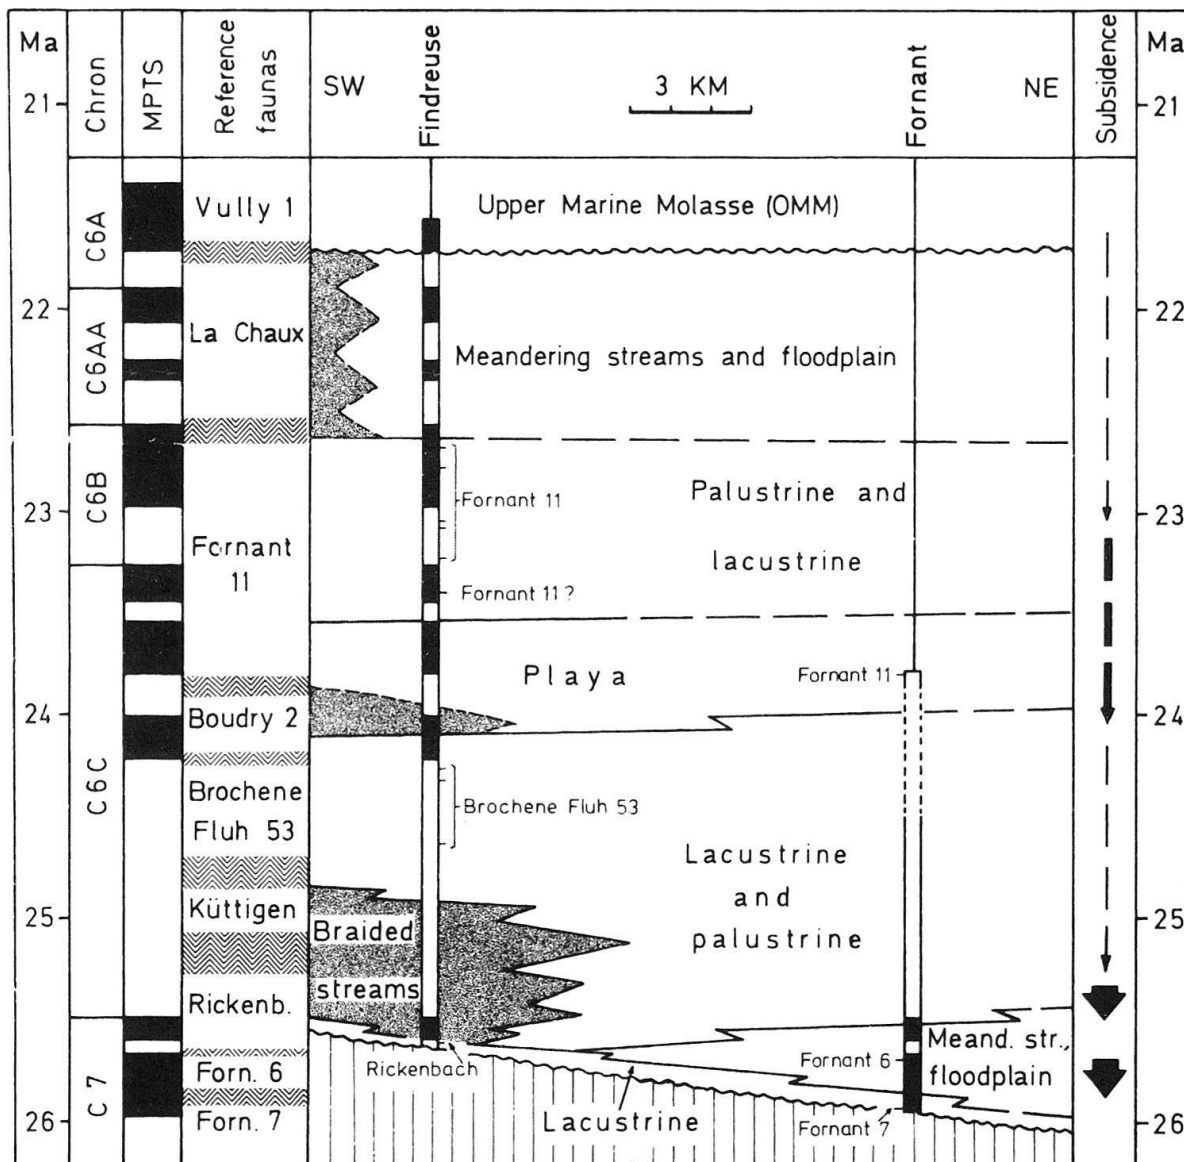 Ma
Chron
MPTS
Reference
faunas
SW
Findreuse
3 KM
Fornant
NE
Subsidence
Ma
21
21
C6A
Vully 1
Upper Marine Molasse (OMM)
22
22
C6AA
La Chaux
Meandering streams and floodplain
C6B
Fornant 11
Palustrine and
23
23
Fornant
11
lacustrine
Fornant 11 ?
Playa
Fornant 11
24
24
Boudry 2
C6C
Brochene
Fluh 53
Brochene Fluh 53
Lacustrine
and
palustrine
25
25
Küttigen
Braided
streams
Rickenb.
Meand. str.,
floodplain
Rickenbach
Fornant 6
C 7
Forn. 6
Lacustrine
Forn. 7
Fornant 7
26
26